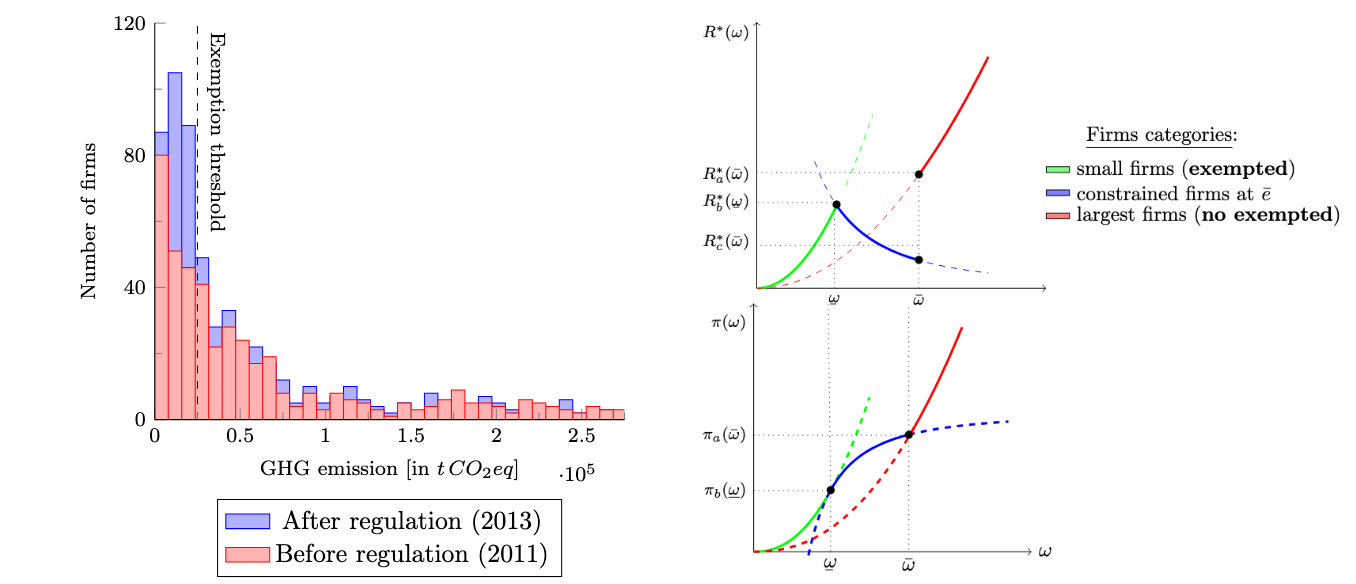 120
80
40
0
Number of firms
Exemption threshold
0 0.5 1 1.5 2 2.5
GHG emission [in t CO₂eq] ·10⁵
After regulation (2013)
Before regulation (2011)
R*(ω)
R*ₐ(ω̄)
R*_b(ω̲)
R*_c(ω̄)
ω̲ ω̄
π(ω)
πₐ(ω̄)
π_b(ω̲)
ω̲ ω̄ ω
Firms categories:
small firms (exempted)
constrained firms at ē
largest firms (no exempted)